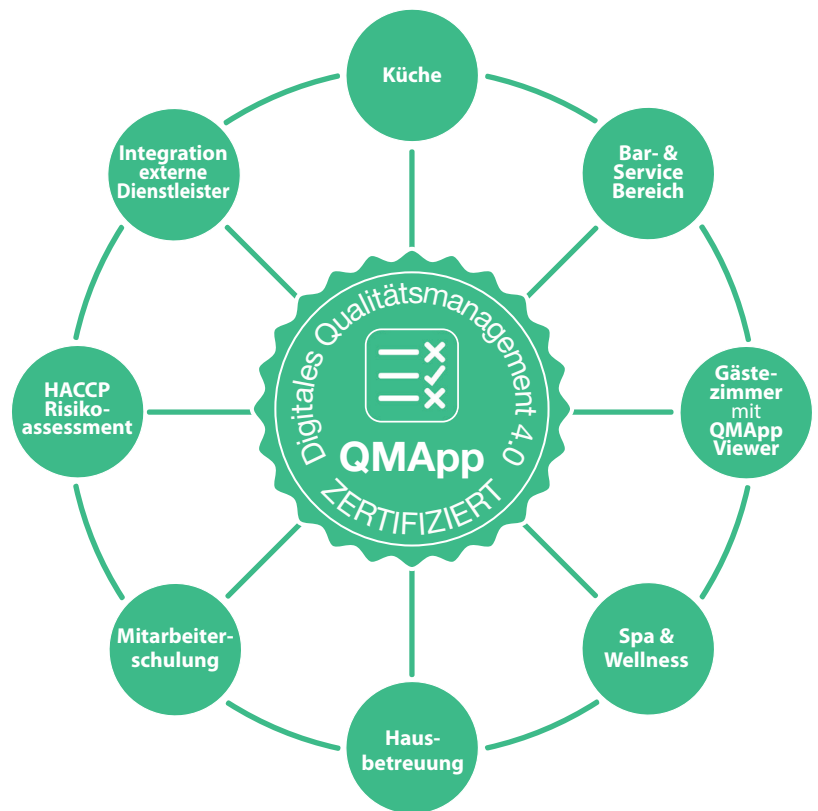 Küche
Bar- &
Service
Bereich
Gäste-
zimmer
mit
QMApp
Viewer
Spa &
Wellness
Haus-
betreuung
Mitarbeiter-
schulung
HACCP
Risiko-
assessment
Integration
externe
Dienstleister
Digitales Qualitätsmanagement 4.0
QMApp
ZERTIFIZIERT